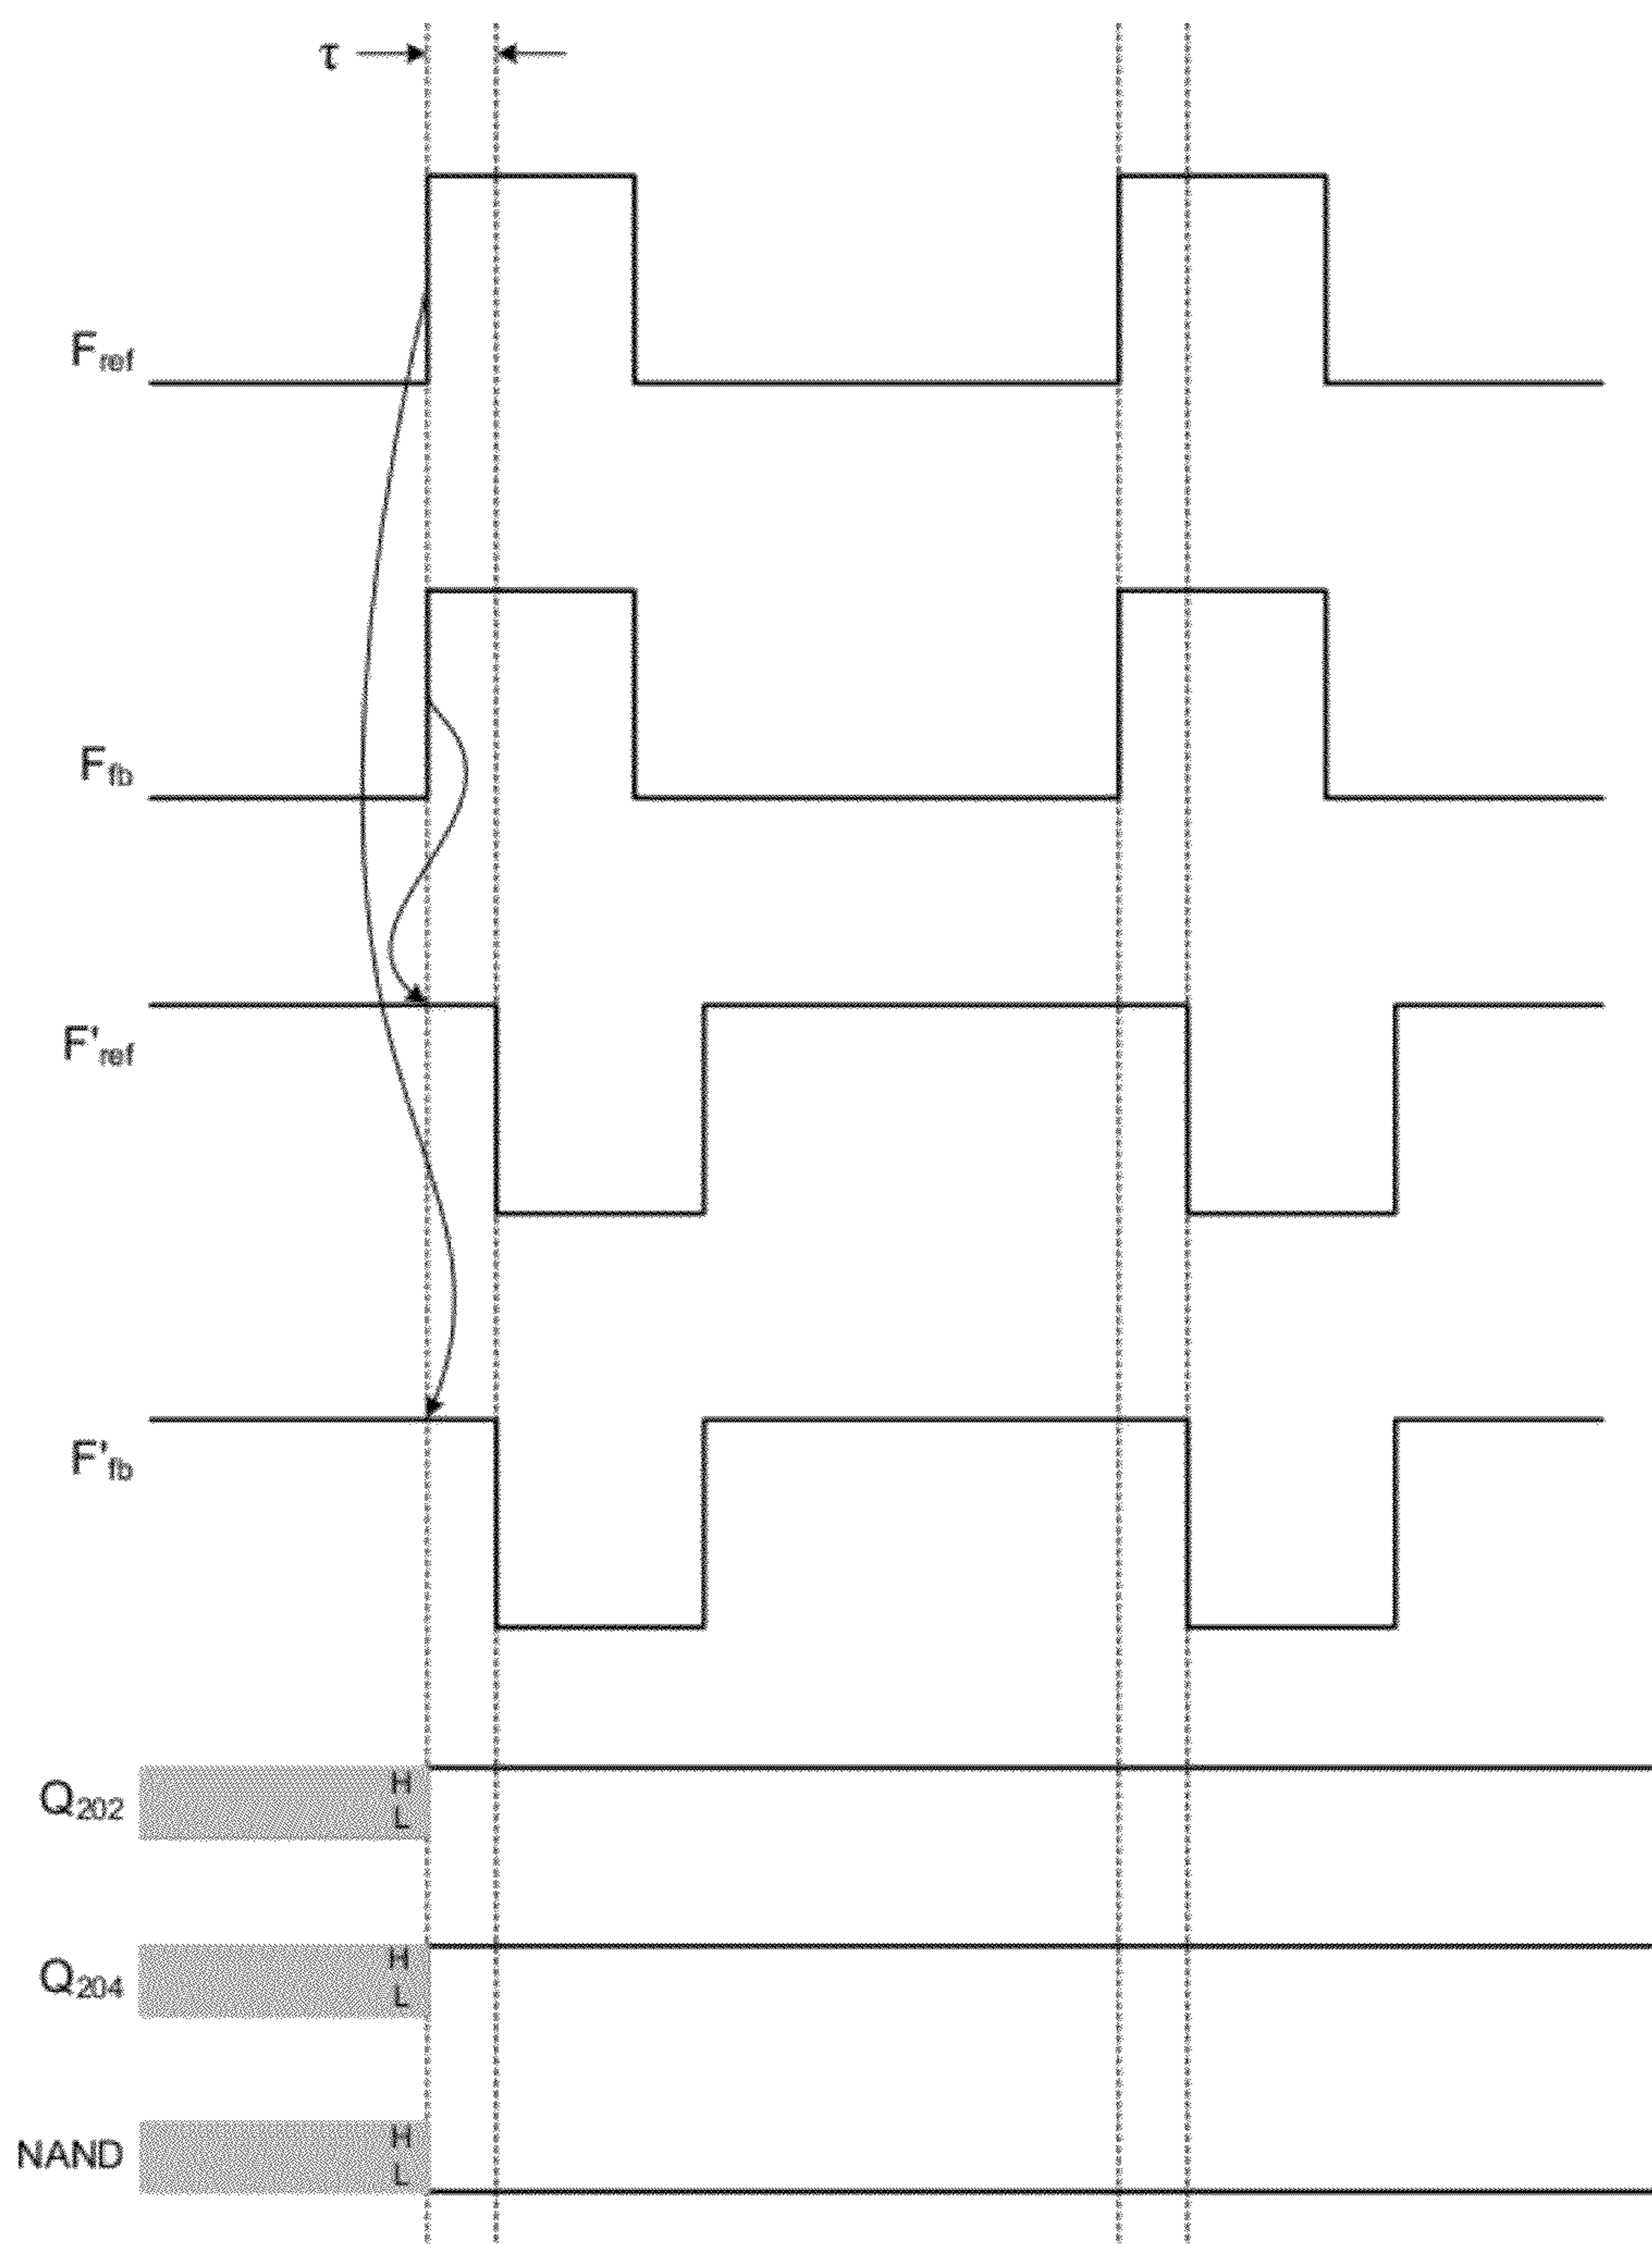 τ
F_ref
F_fb
F'_ref
F'_fb
Q_202
H
L
Q_204
H
L
NAND
H
L